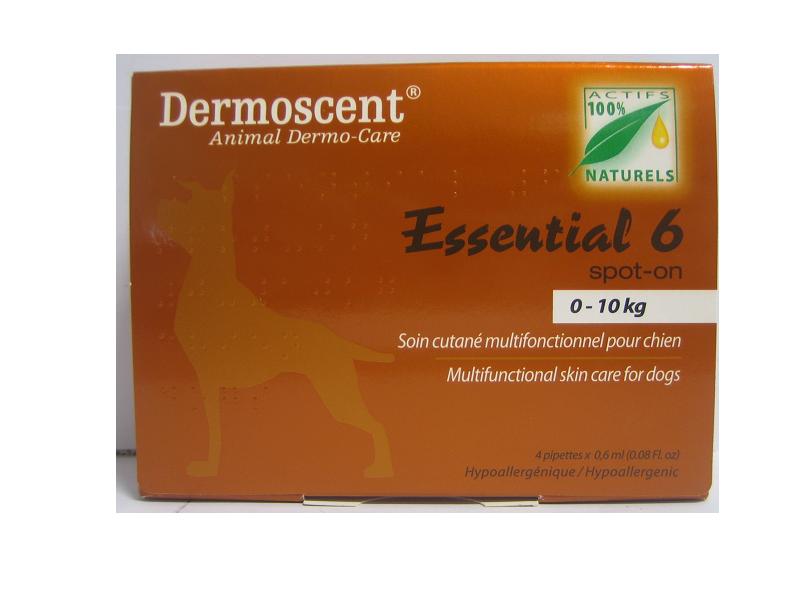 Dermoscent®
Animal Dermo-Care
ACTIFS
100%
NATURELS
Essential 6
spot-on
0 - 10 kg
Soin cutané multifonctionnel pour chien
Multifunctional skin care for dogs
4 pipettes x 0,6 ml (0.08 Fl. oz)
Hypoallergénique / Hypoallergenic